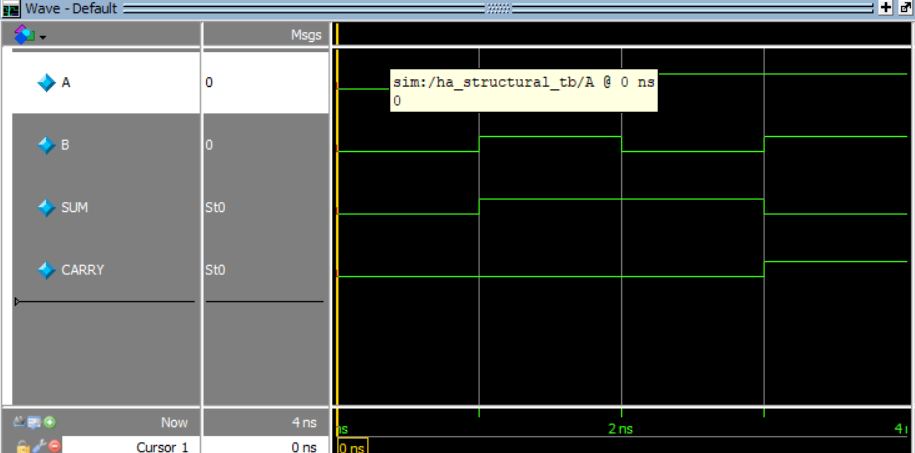 Wave - Default
Msgs
A
0
sim:/ha_structural_tb/A @ 0 ns
0
B
0
SUM
St0
CARRY
St0
Now
4 ns
ns
2 ns
4
Cursor 1
0 ns
0 ns